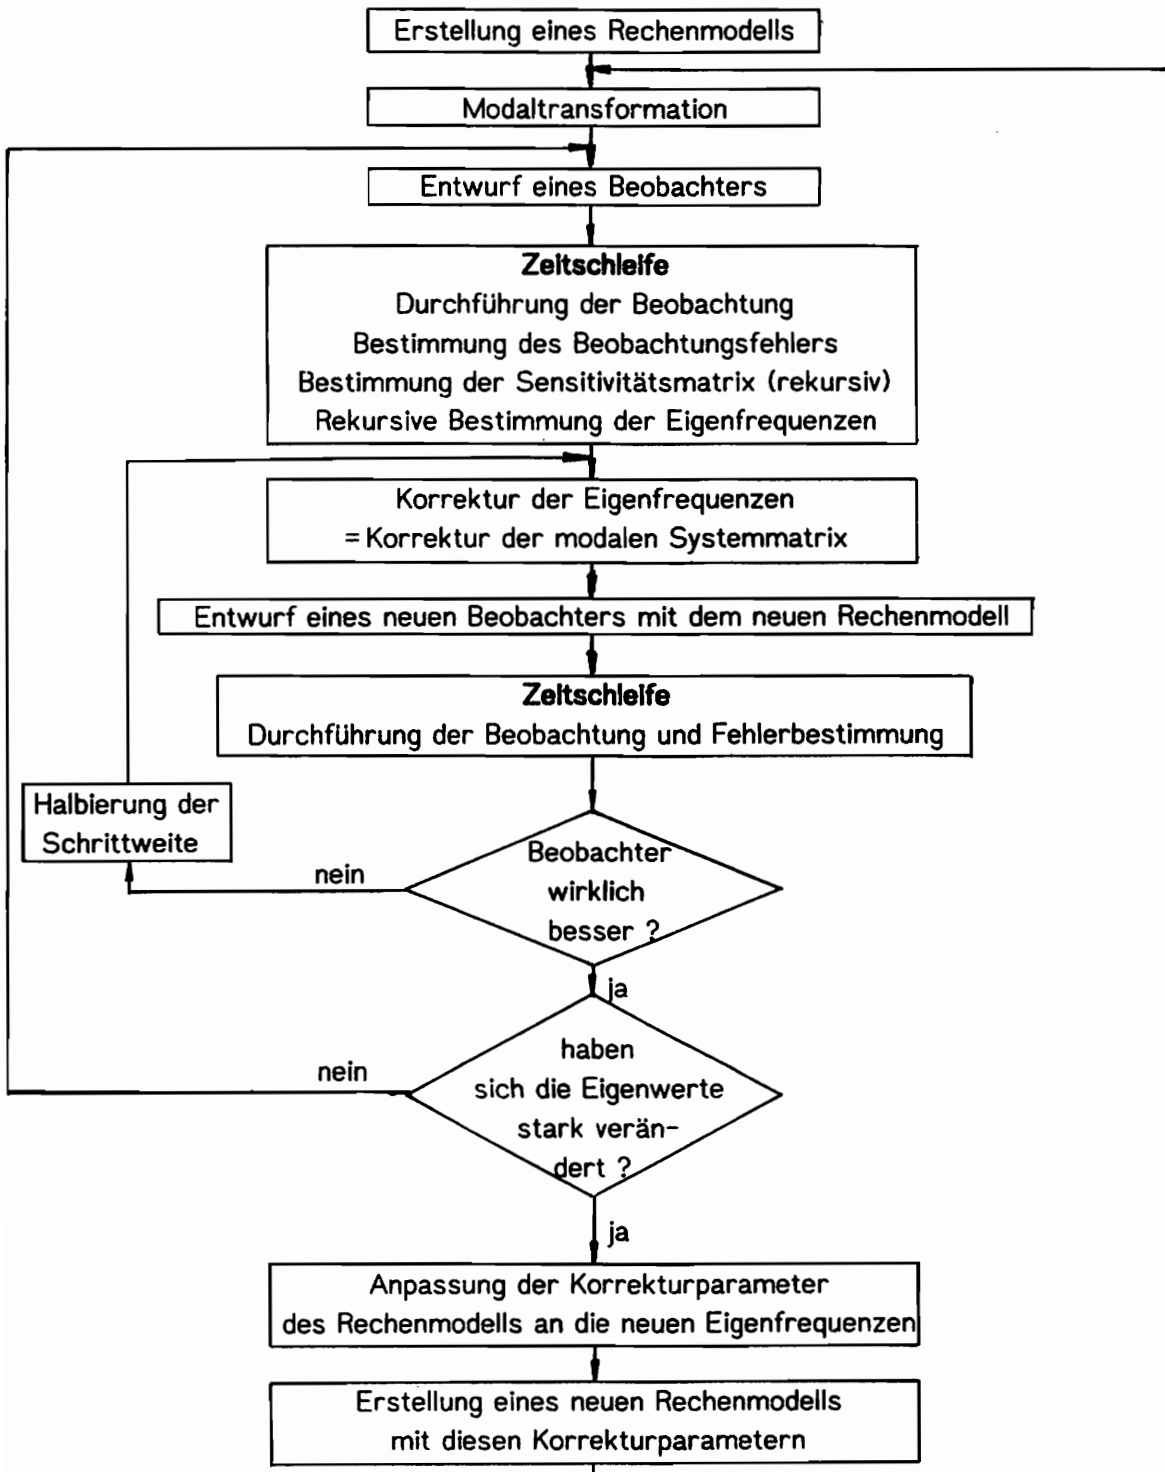 Erstellung eines Rechenmodells
Modaltransformation
Entwurf eines Beobachters
Zeitschleife
Durchführung der Beobachtung
Bestimmung des Beobachtungsfehlers
Bestimmung der Sensitivitätsmatrix (rekursiv)
Rekursive Bestimmung der Eigenfrequenzen
Korrektur der Eigenfrequenzen
= Korrektur der modalen Systemmatrix
Entwurf eines neuen Beobachters mit dem neuen Rechenmodell
Zeitschleife
Durchführung der Beobachtung und Fehlerbestimmung
Halbierung der
Schrittweite
nein
Beobachter
wirklich
besser ?
ja
nein
haben
sich die Eigenwerte
stark verän-
dert ?
ja
Anpassung der Korrekturparameter
des Rechenmodells an die neuen Eigenfrequenzen
Erstellung eines neuen Rechenmodells
mit diesen Korrekturparametern